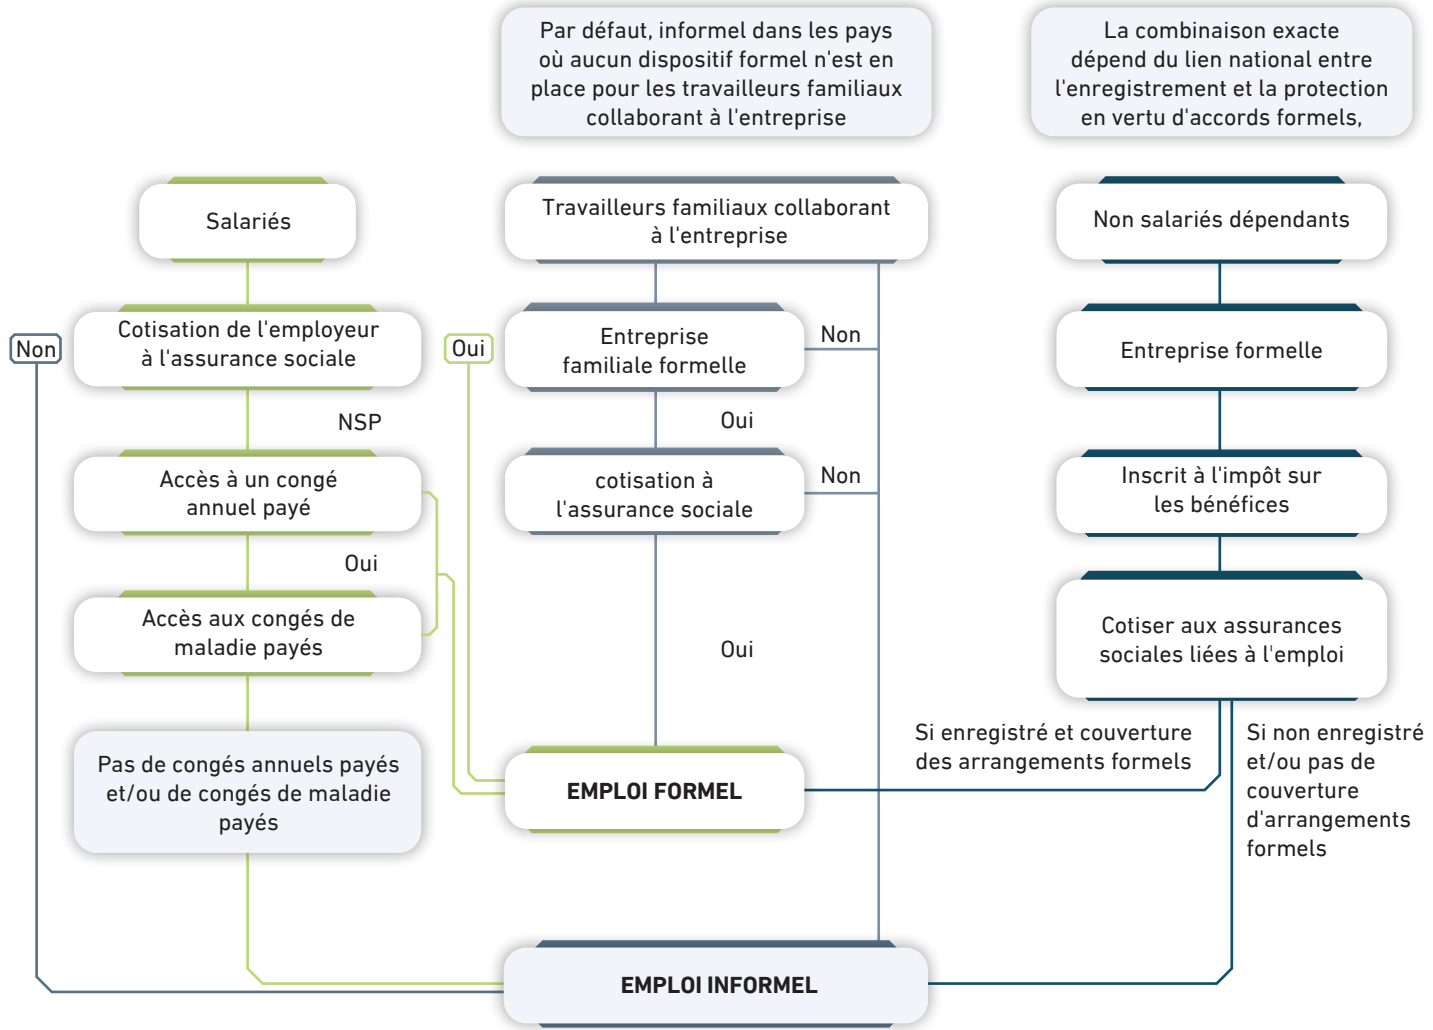 Par défaut, informel dans les pays
où aucun dispositif formel n'est en
place pour les travailleurs familiaux
collaborant à l'entreprise
La combinaison exacte
dépend du lien national entre
l'enregistrement et la protection
en vertu d'accords formels,
Salariés
Travailleurs familiaux collaborant
à l'entreprise
Non salariés dépendants
Non
Cotisation de l'employeur
à l'assurance sociale
Oui
Entreprise
familiale formelle
Non
Entreprise formelle
NSP
Oui
Accès à un congé
annuel payé
cotisation à
l'assurance sociale
Non
Inscrit à l'impôt sur
les bénéfices
Oui
Accès aux congés de
maladie payés
Oui
Cotiser aux assurances
sociales liées à l'emploi
Pas de congés annuels payés
et/ou de congés de maladie
payés
EMPLOI FORMEL
Si enregistré et couverture
des arrangements formels
Si non enregistré
et/ou pas de
couverture
d'arrangements
formels
EMPLOI INFORMEL